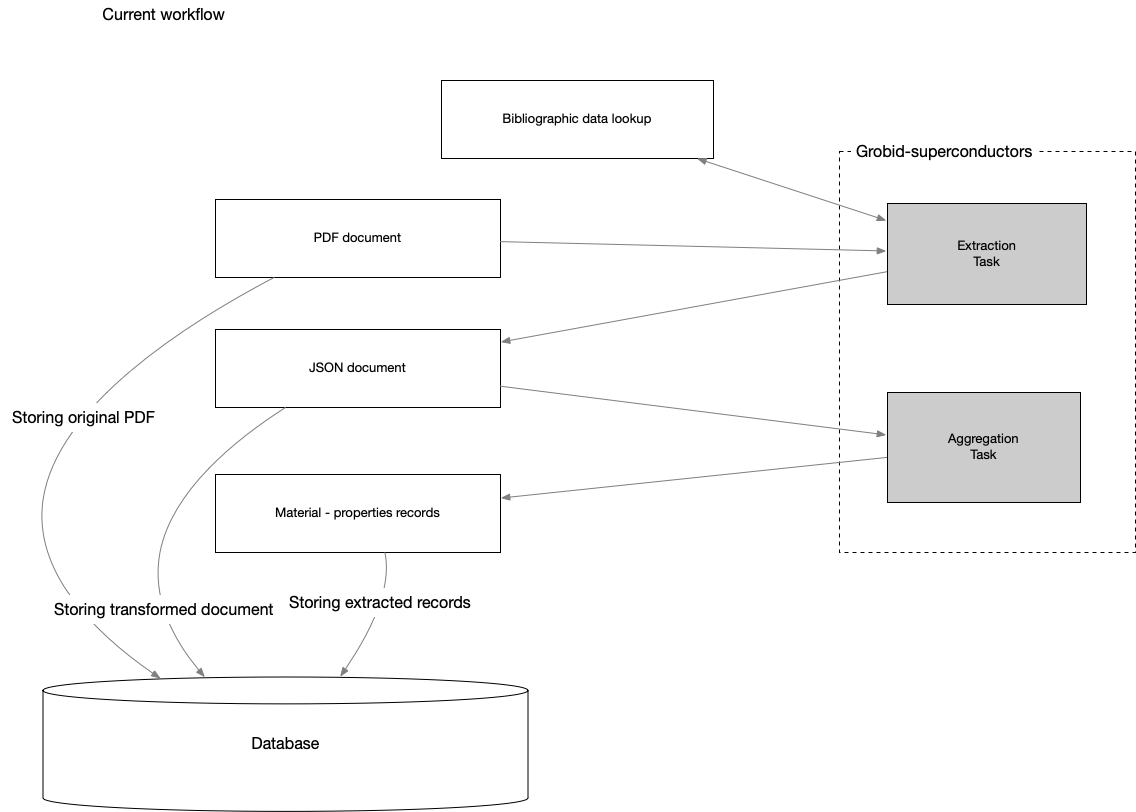 Current workflow
Bibliographic data lookup
Grobid-superconductors
PDF document
Extraction
Task
JSON document
Storing original PDF
Aggregation
Task
Material - properties records
Storing transformed document
Storing extracted records
Database